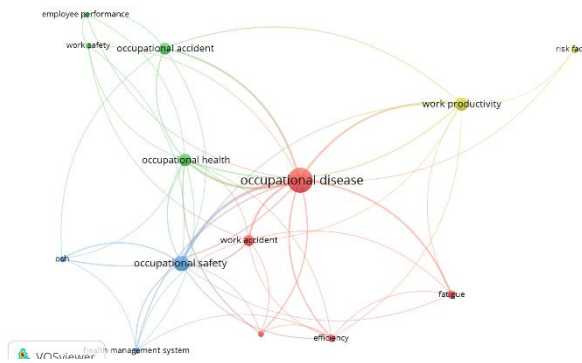 employee performance
work safety
occupational accident
risk fac
work productivity
occupational health
occupational disease
work accident
osh
occupational safety
fatigue
efficiency
health management system
VOSviewer